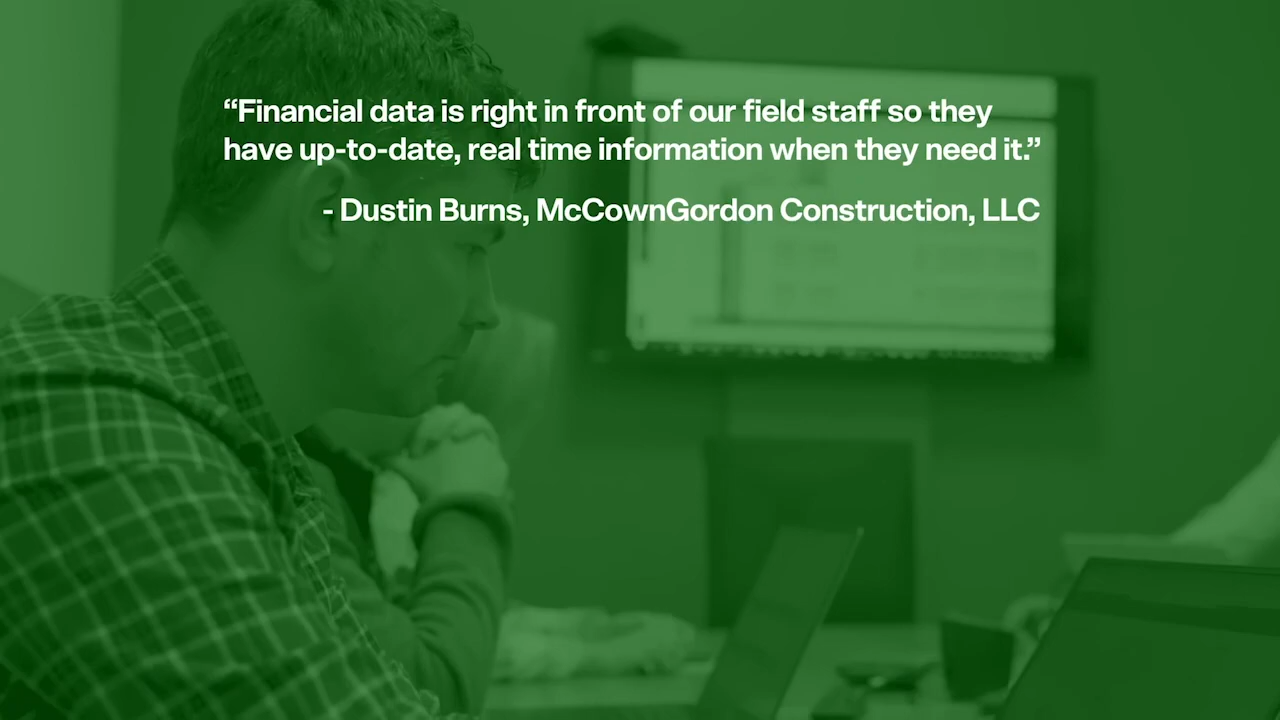 “Financial data is right in front of our field staff so they
have up-to-date, real time information when they need it.”
- Dustin Burns, McCownGordon Construction, LLC